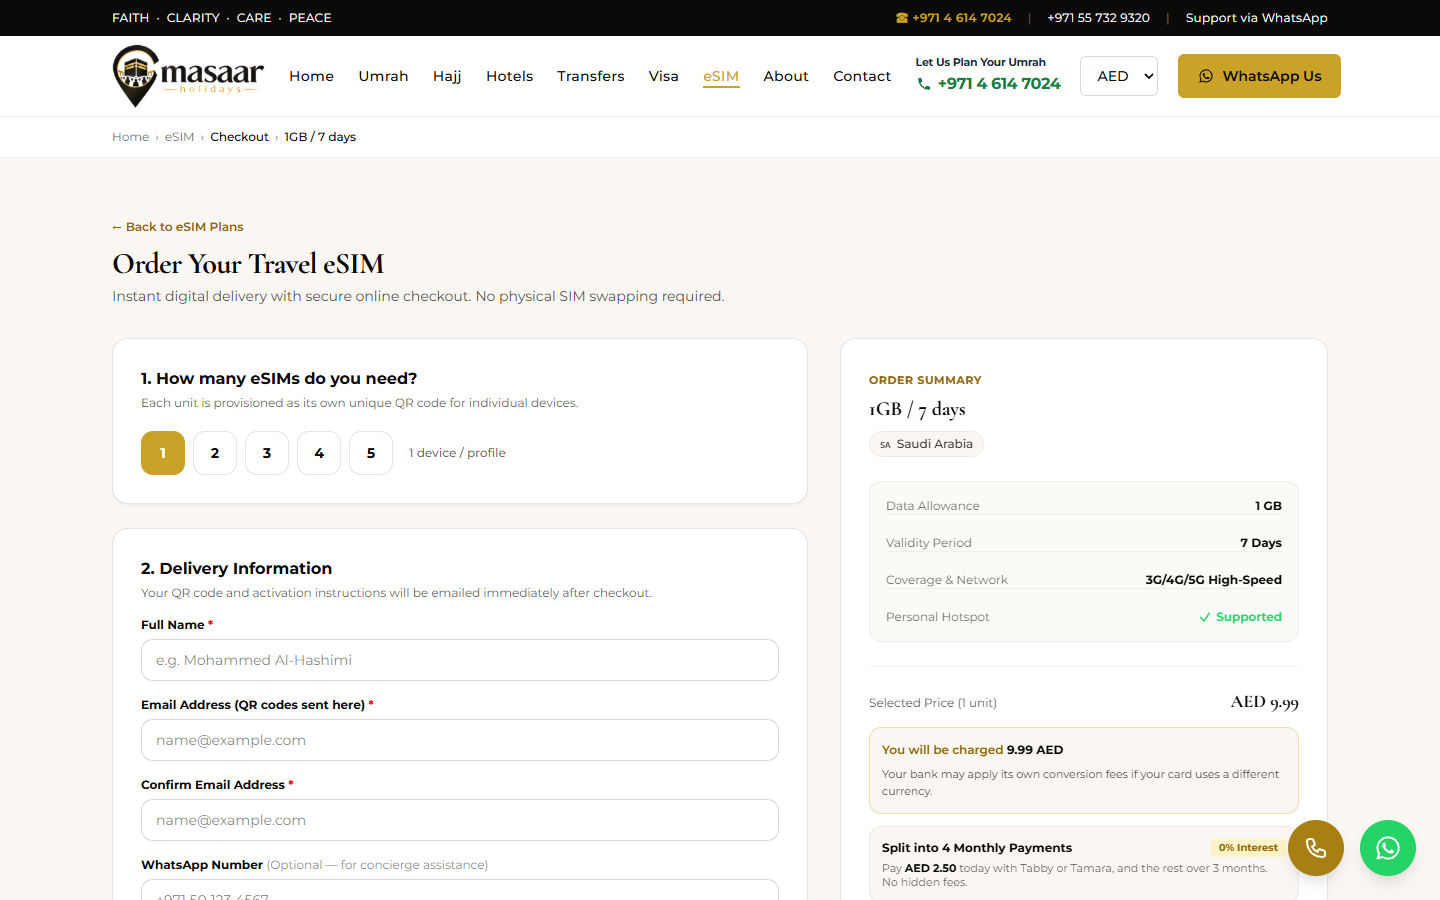 FAITH · CLARITY · CARE · PEACE
+971 4 614 7024 | +971 55 732 9320 | Support via WhatsApp
masaar
holidays
Home Umrah Hajj Hotels Transfers Visa eSIM About Contact
Let Us Plan Your Umrah
+971 4 614 7024
AED
WhatsApp Us
Home › eSIM › Checkout › 1GB / 7 days
← Back to eSIM Plans
Order Your Travel eSIM
Instant digital delivery with secure online checkout. No physical SIM swapping required.
1. How many eSIMs do you need?
Each unit is provisioned as its own unique QR code for individual devices.
1 2 3 4 5 1 device / profile
2. Delivery Information
Your QR code and activation instructions will be emailed immediately after checkout.
Full Name *
e.g. Mohammed Al-Hashimi
Email Address (QR codes sent here) *
name@example.com
Confirm Email Address *
name@example.com
WhatsApp Number (Optional — for concierge assistance)
+971 50 123 4567
ORDER SUMMARY
1GB / 7 days
SA Saudi Arabia
Data Allowance 1 GB
Validity Period 7 Days
Coverage & Network 3G/4G/5G High-Speed
Personal Hotspot ✓ Supported
Selected Price (1 unit) AED 9.99
You will be charged 9.99 AED
Your bank may apply its own conversion fees if your card uses a different
currency.
Split into 4 Monthly Payments 0% Interest
Pay AED 2.50 today with Tabby or Tamara, and the rest over 3 months.
No hidden fees.